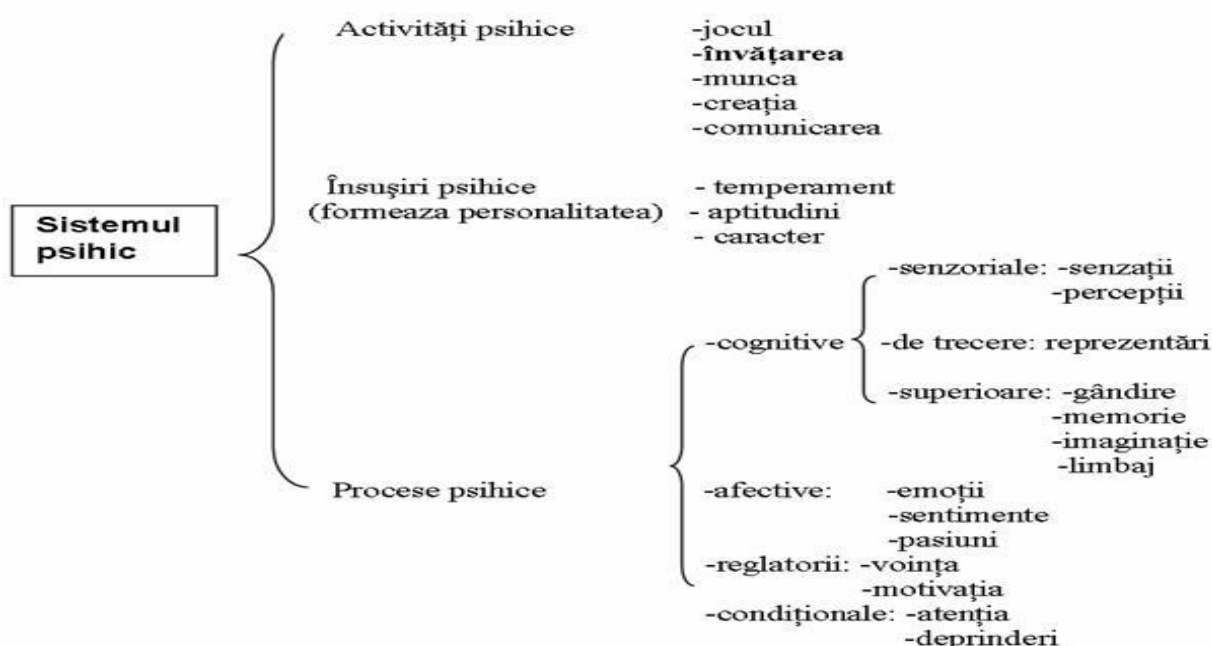 Activități psihice -jocul
-învățarea
-munca
-creația
-comunicarea
Însuşiri psihice - temperament
(formeaza personalitatea) - aptitudini
- caracter
Sistemul
psihic
-senzoriale: -senzații
-percepții
-cognitive -de trecere: reprezentări
-superioare: -gândire
-memorie
-imaginație
-limbaj
Procese psihice
-afective: -emoții
-sentimente
-pasiuni
-reglatorii: -voința
-motivația
-condiționale: -atenția
-deprinderi